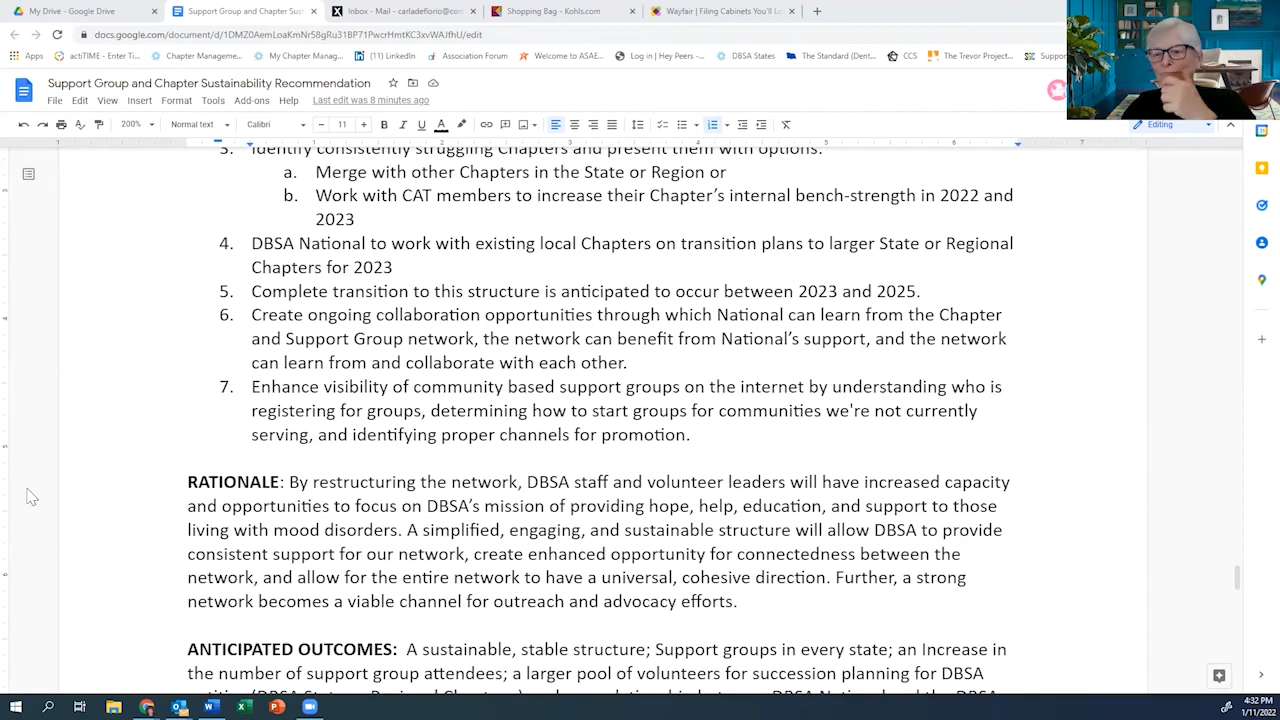 My Drive - Google Drive
Support Group and Chapter Sust
Inbox - Mail - carladeflorio@con
Shopping Bag - Kohls.com
Wayfair | Filing Cabinets You'll Lo
docs.google.com/document/d/
Apps
actiTIME - Enter Ti...
Chapter Manageme...
My Chapter Manag...
(1) LinkedIn
Association Forum
Welcome to ASAE...
Log in | Hey Peers -...
DBSA States
The Standard (Dent...
CCS
The Trevor Project...
Support Group and Chapter Sustainability Recommendation
File Edit View Insert Format Tools Add-ons Help Last edit was 8 minutes ago
200% Normal text Calibri 11 B I U A Editing
3. Identify consistently struggling Chapters and present them with options:
a. Merge with other Chapters in the State or Region or
b. Work with CAT members to increase their Chapter's internal bench-strength in 2022 and
2023
4. DBSA National to work with existing local Chapters on transition plans to larger State or Regional
Chapters for 2023
5. Complete transition to this structure is anticipated to occur between 2023 and 2025.
6. Create ongoing collaboration opportunities through which National can learn from the Chapter
and Support Group network, the network can benefit from National's support, and the network
can learn from and collaborate with each other.
7. Enhance visibility of community based support groups on the internet by understanding who is
registering for groups, determining how to start groups for communities we're not currently
serving, and identifying proper channels for promotion.
RATIONALE: By restructuring the network, DBSA staff and volunteer leaders will have increased capacity
and opportunities to focus on DBSA's mission of providing hope, help, education, and support to those
living with mood disorders. A simplified, engaging, and sustainable structure will allow DBSA to provide
consistent support for our network, create enhanced opportunity for connectedness between the
network, and allow for the entire network to have a universal, cohesive direction. Further, a strong
network becomes a viable channel for outreach and advocacy efforts.
ANTICIPATED OUTCOMES: A sustainable, stable structure; Support groups in every state; an Increase in
the number of support group attendees; a larger pool of volunteers for succession planning for DBSA
4:32 PM
1/11/2022